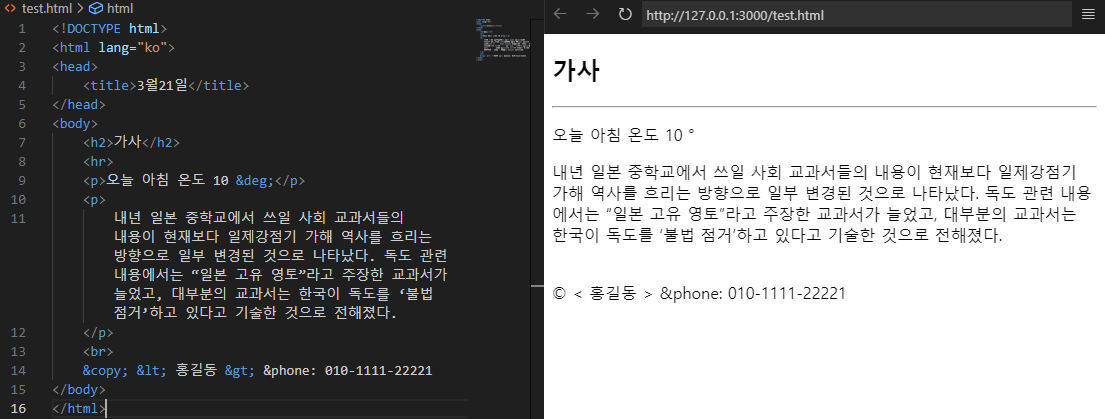 test.html > html
1 <!DOCTYPE html>
2 <html lang="ko">
3 <head>
4 <title>3월21일</title>
5 </head>
6 <body>
7 <h2>가사</h2>
8 <hr>
9 <p>오늘 아침 온도 10 &deg;</p>
10 <p>
11 내년 일본 중학교에서 쓰일 사회 교과서들의
내용이 현재보다 일제강점기 가해 역사를 흐리는
방향으로 일부 변경된 것으로 나타났다. 독도 관련
내용에서는 “일본 고유 영토”라고 주장한 교과서가
늘었고, 대부분의 교과서는 한국이 독도를 ‘불법
점거’하고 있다고 기술한 것으로 전해졌다.
12 </p>
13 <br>
14 &copy; &lt; 홍길동 &gt; &phone: 010-1111-22221
15 </body>
16 </html>
http://127.0.0.1:3000/test.html
가사
오늘 아침 온도 10 °
내년 일본 중학교에서 쓰일 사회 교과서들의 내용이 현재보다 일제강점기
가해 역사를 흐리는 방향으로 일부 변경된 것으로 나타났다. 독도 관련 내용
에서는 “일본 고유 영토”라고 주장한 교과서가 늘었고, 대부분의 교과서는
한국이 독도를 ‘불법 점거’하고 있다고 기술한 것으로 전해졌다.
© < 홍길동 > &phone: 010-1111-22221